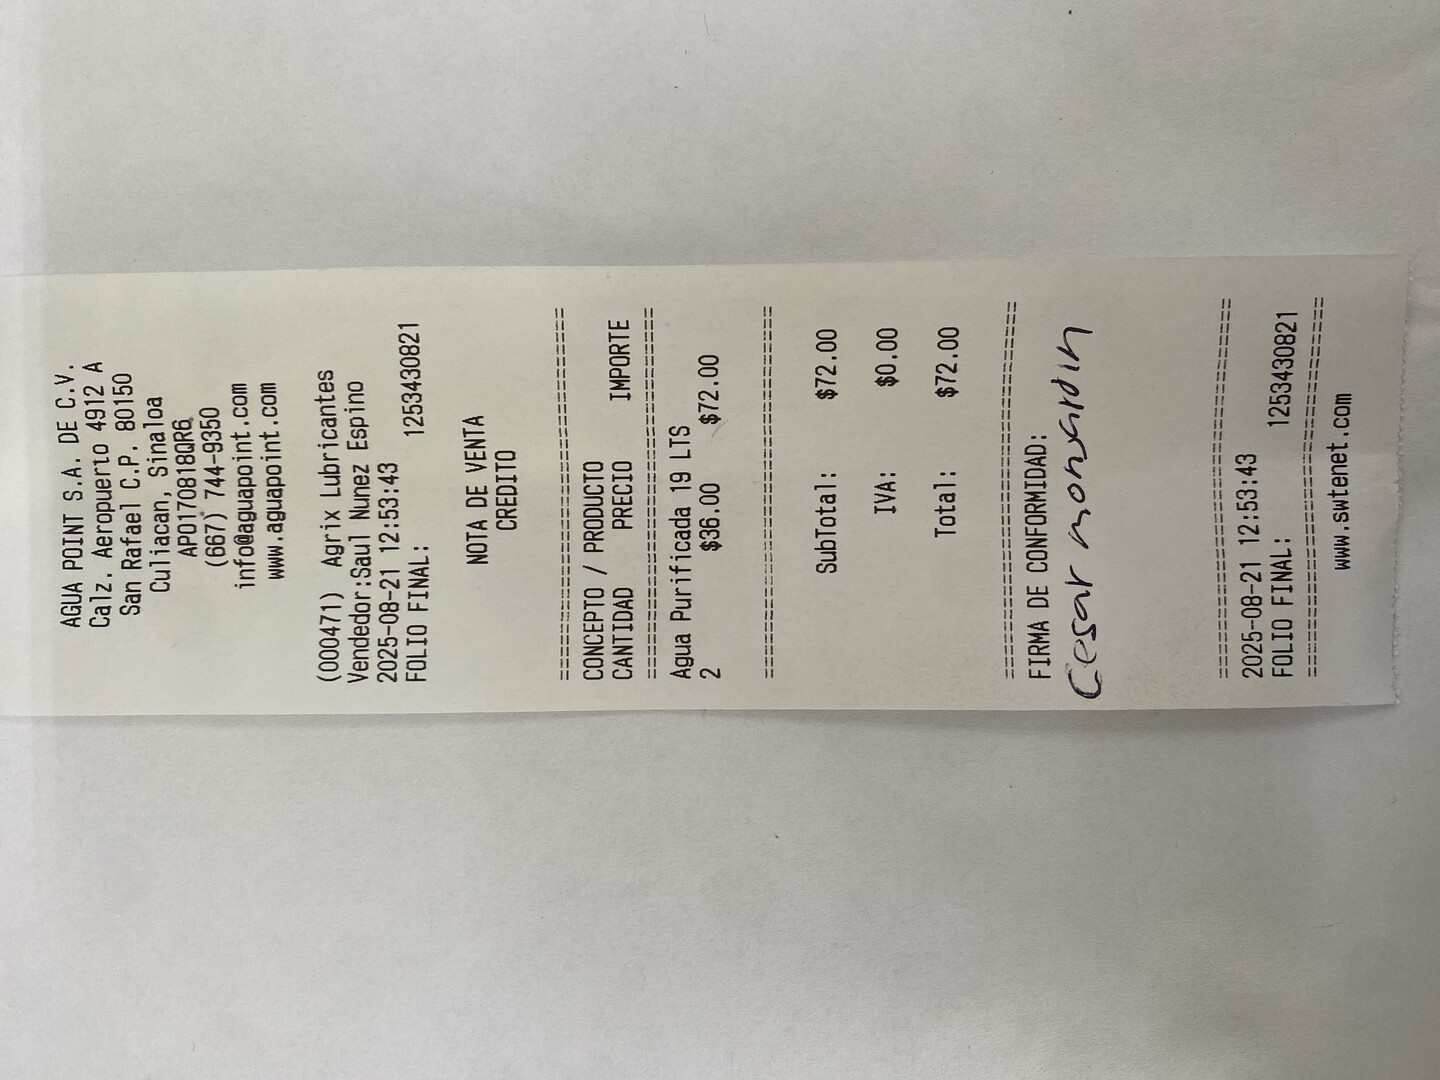 AGUA POINT S.A. DE C.V.
Calz. Aeropuerto 4912 A
San Rafael C.P. 80150
Culiacan, Sinaloa
APO170818QR6
(667) 744-9350
info@aguapoint.com
www.aguapoint.com
(000471) Agrix Lubricantes
Vendedor:Saul Nunez Espino
2025-08-21 12:53:43
FOLIO FINAL: 1253430821
NOTA DE VENTA
CREDITO
==================================
CONCEPTO / PRODUCTO
CANTIDAD PRECIO IMPORTE
==================================
Agua Purificada 19 LTS
2 $36.00 $72.00
==================================
SubTotal: $72.00
IVA: $0.00
Total: $72.00
==================================
FIRMA DE CONFORMIDAD:
Cesar monsardin
==================================
2025-08-21 12:53:43
FOLIO FINAL: 1253430821
==================================
www.swtenet.com